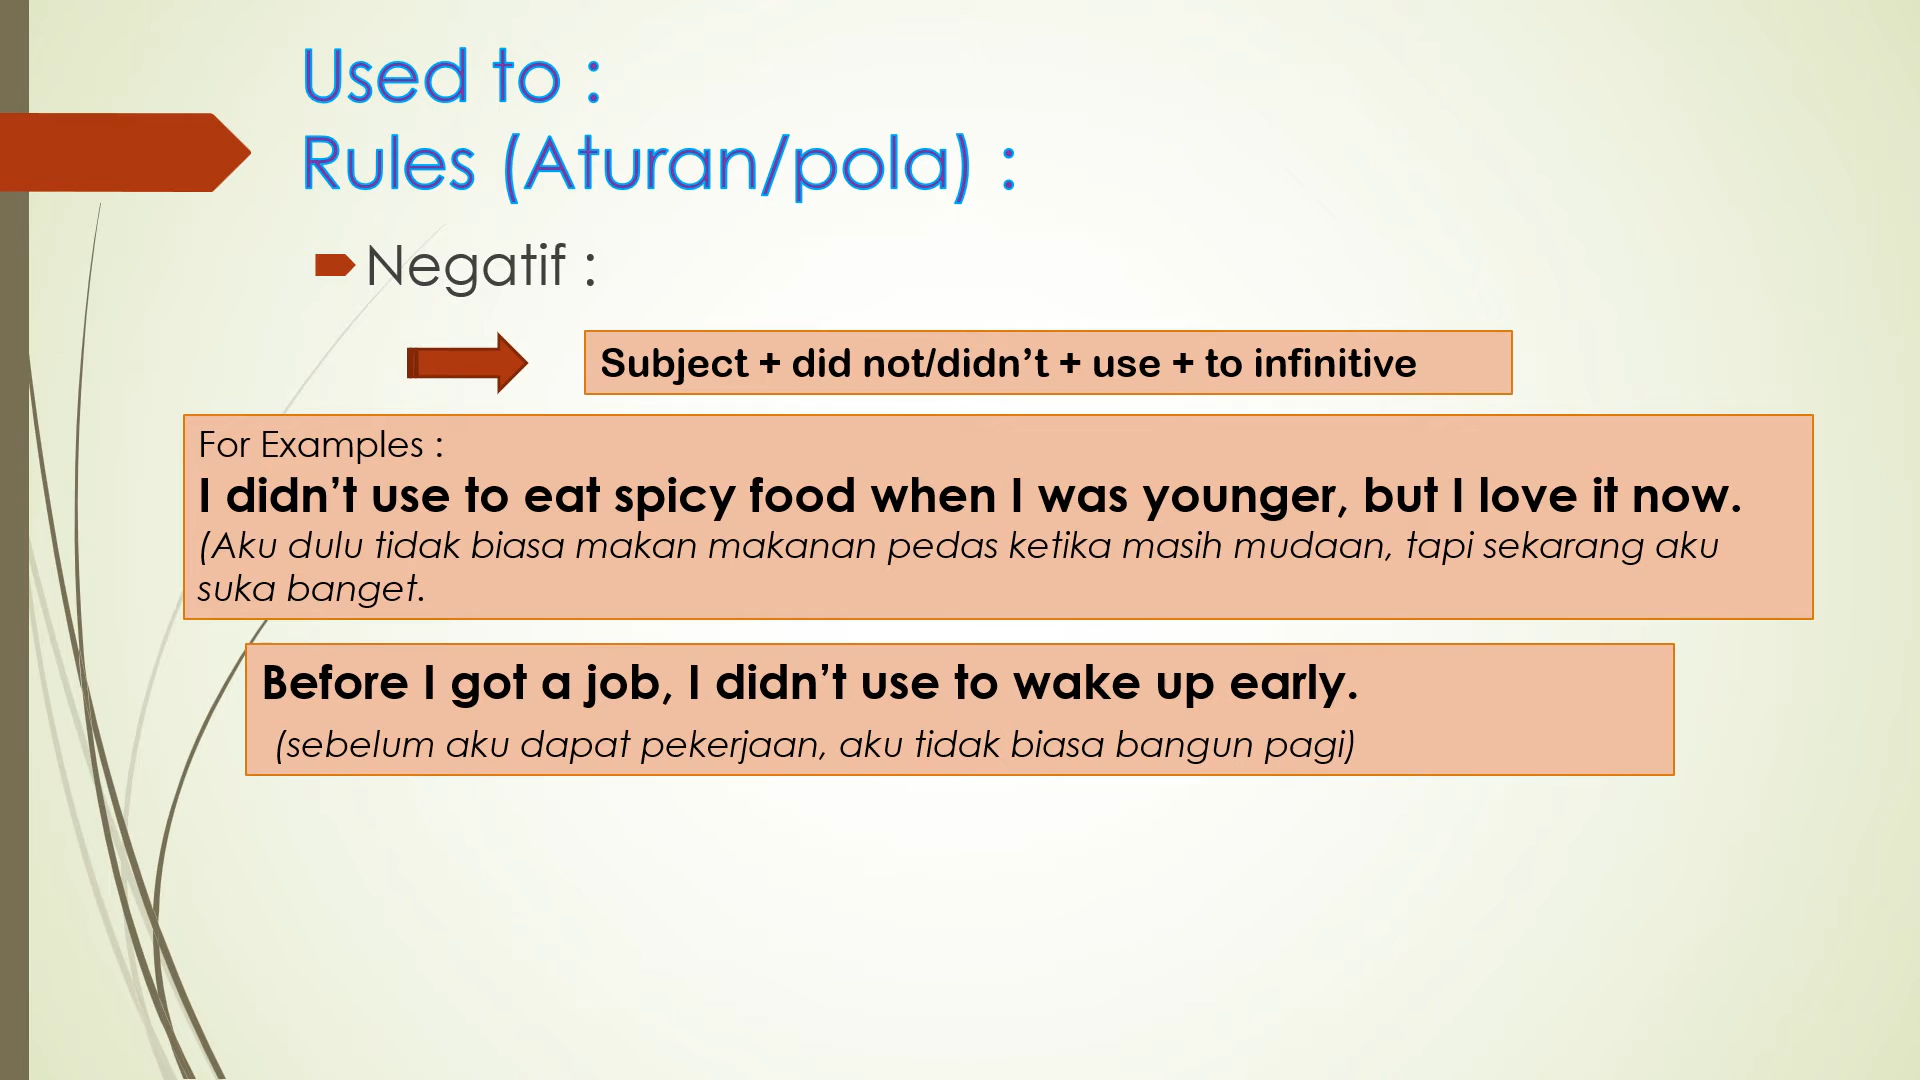 Used to :
Rules (Aturan/pola) :
Negatif :
Subject + did not/didn’t + use + to infinitive
For Examples :
I didn’t use to eat spicy food when I was younger, but I love it now.
(Aku dulu tidak biasa makan makanan pedas ketika masih mudaan, tapi sekarang aku
suka banget.
Before I got a job, I didn’t use to wake up early.
(sebelum aku dapat pekerjaan, aku tidak biasa bangun pagi)